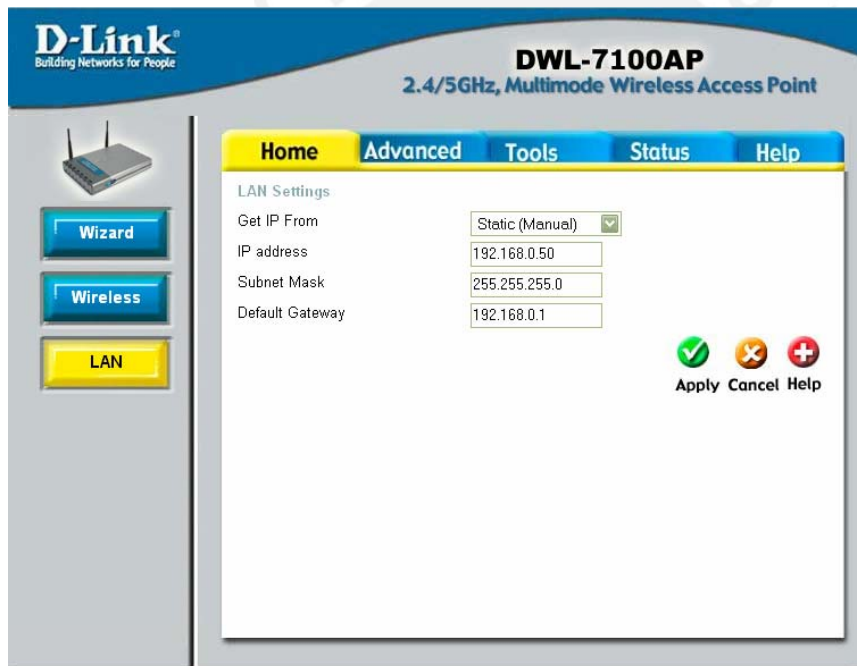 D-Link®
Building Networks for People
DWL-7100AP
2.4/5GHz, Multimode Wireless Access Point
Home Advanced Tools Status Help
Wizard
Wireless
LAN
LAN Settings
Get IP From Static (Manual)
IP address 192.168.0.50
Subnet Mask 255.255.255.0
Default Gateway 192.168.0.1
Apply Cancel Help